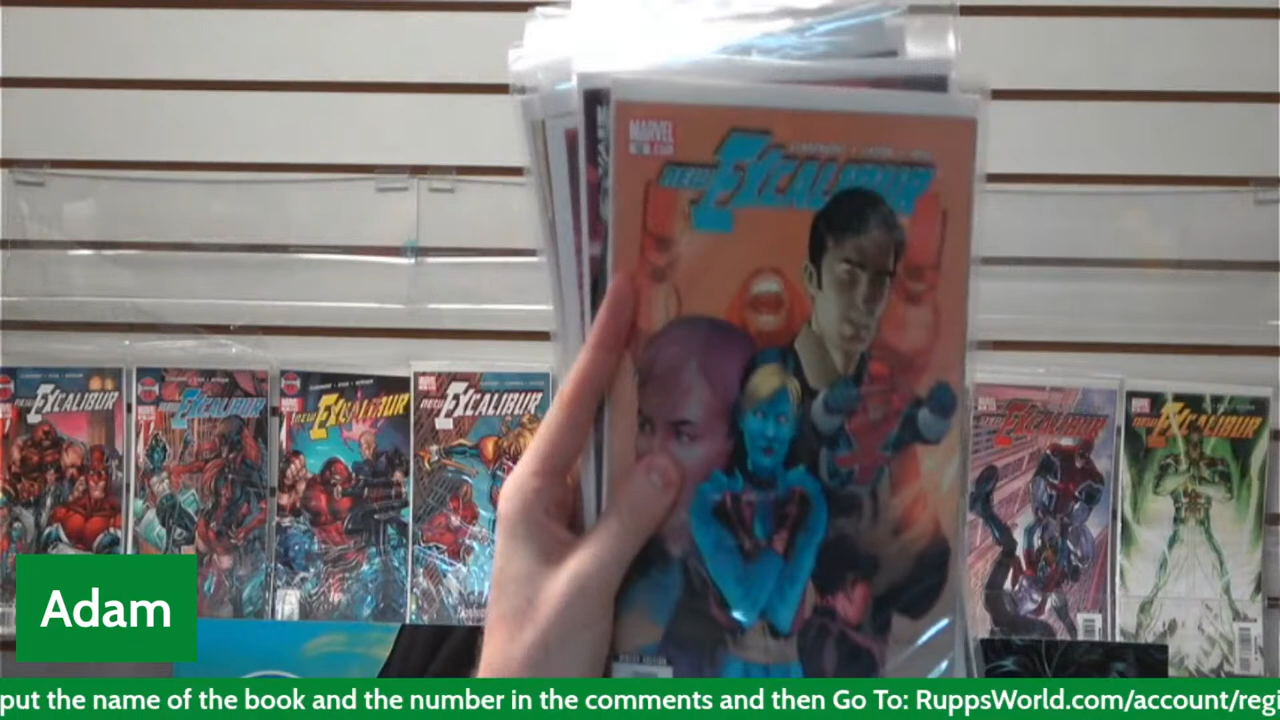 MARVEL
NEW EXCALIBUR
NEW EXCALIBUR
NEW EXCALIBUR
NEW EXCALIBUR
NEW EXCALIBUR
NEW EXCALIBUR
NEW EXCALIBUR
Adam
put the name of the book and the number in the comments and then Go To: RuppsWorld.com/account/regi